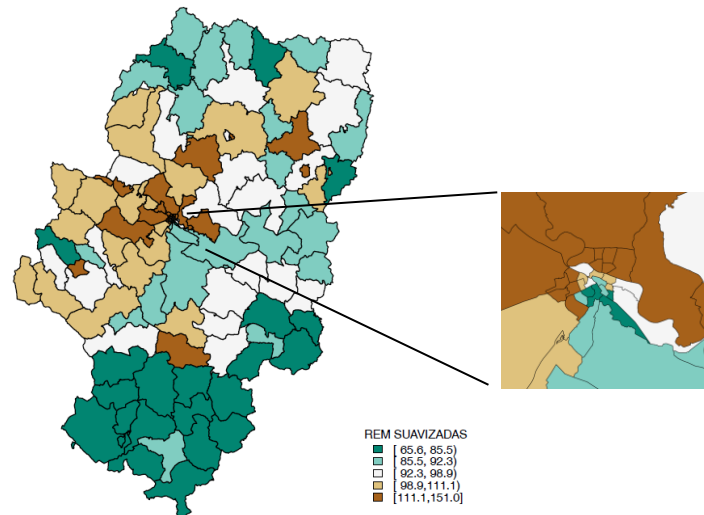 REM SUAVIZADAS
[ 65.6, 85.5)
[ 85.5, 92.3)
[ 92.3, 98.9)
[ 98.9,111.1)
[111.1,151.0]